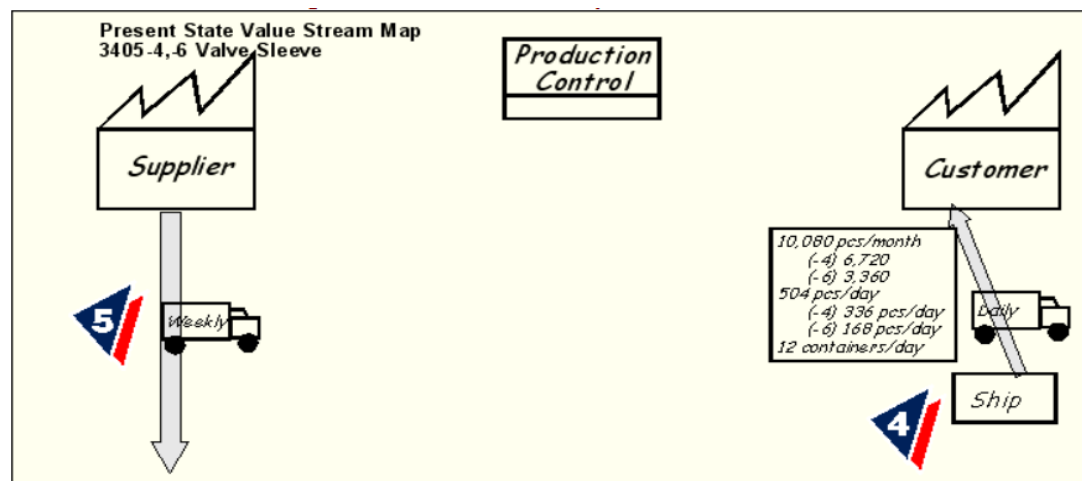 Present State Value Stream Map
3405-4,-6 Valve Sleeve
Production
Control
Supplier
Customer
10,080 pcs/month
(-4) 6,720
(-6) 3,360
504 pcs/day
(-4) 336 pcs/day
(-6) 168 pcs/day
12 containers/day
5
Weekly
Daily
4
Ship